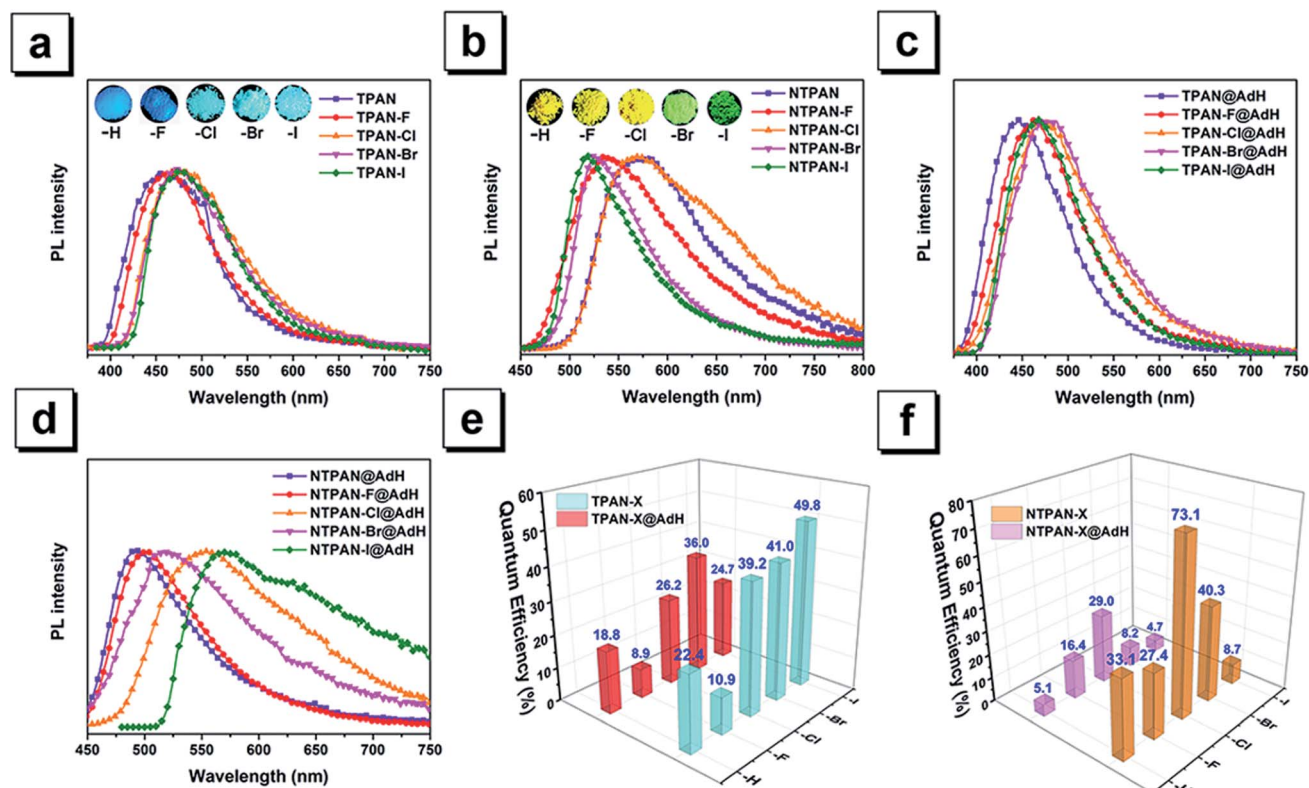 a
b
c
-H -F -Cl -Br -I
TPAN
TPAN-F
TPAN-Cl
TPAN-Br
TPAN-I
PL intensity
400 450 500 550 600 650 700 750
Wavelength (nm)
-H -F -Cl -Br -I
NTPAN
NTPAN-F
NTPAN-Cl
NTPAN-Br
NTPAN-I
PL intensity
450 500 550 600 650 700 750 800
Wavelength (nm)
TPAN@AdH
TPAN-F@AdH
TPAN-Cl@AdH
TPAN-Br@AdH
TPAN-I@AdH
PL intensity
400 450 500 550 600 650 700 750
Wavelength (nm)
d
e
f
NTPAN@AdH
NTPAN-F@AdH
NTPAN-Cl@AdH
NTPAN-Br@AdH
NTPAN-I@AdH
PL intensity
450 500 550 600 650 700 750
Wavelength (nm)
TPAN-X
TPAN-X@AdH
Quantum Efficiency (%)
60
50
40
30
20
10
0
18.8
8.9
26.2
36.0
24.7
22.4
10.9
39.2
41.0
49.8
-H
-F
-Cl
-Br
-I
NTPAN-X
NTPAN-X@AdH
Quantum Efficiency (%)
80
70
60
50
40
30
20
10
0
5.1
16.4
29.0
8.2
4.7
33.1
27.4
73.1
40.3
8.7
-F
-Cl
-Br
-I